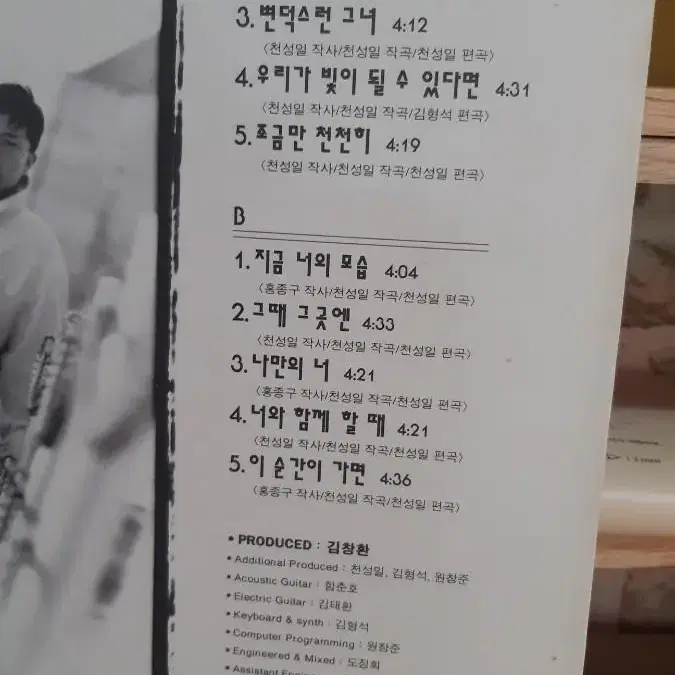 3. 변덕스런 그녀 4:12
〈천성일 작사/천성일 작곡/천성일 편곡〉
4. 우리가 빛이 될 수 있다면 4:31
〈천성일 작사/천성일 작곡/김형석 편곡〉
5. 조금만 천천히 4:19
〈천성일 작사/천성일 작곡/천성일 편곡〉
B
1. 지금 너의 모습 4:04
〈홍종구 작사/천성일 작곡/천성일 편곡〉
2. 그때 그곳엔 4:33
〈천성일 작사/천성일 작곡/천성일 편곡〉
3. 나만의 너 4:21
〈홍종구 작사/천성일 작곡/천성일 편곡〉
4. 너와 함께 할 때 4:21
〈천성일 작사/천성일 작곡/천성일 편곡〉
5. 이 순간이 가면 4:36
〈홍종구 작사/천성일 작곡/천성일 편곡〉
• PRODUCED : 김창환
• Additional Produced : 천성일, 김형석, 원창준
• Acoustic Guitar : 함춘호
• Electric Guitar : 김태환
• Keyboard & synth : 김형석
• Computer Programming : 원창준
• Engineered & Mixed : 도정회
• Assistant